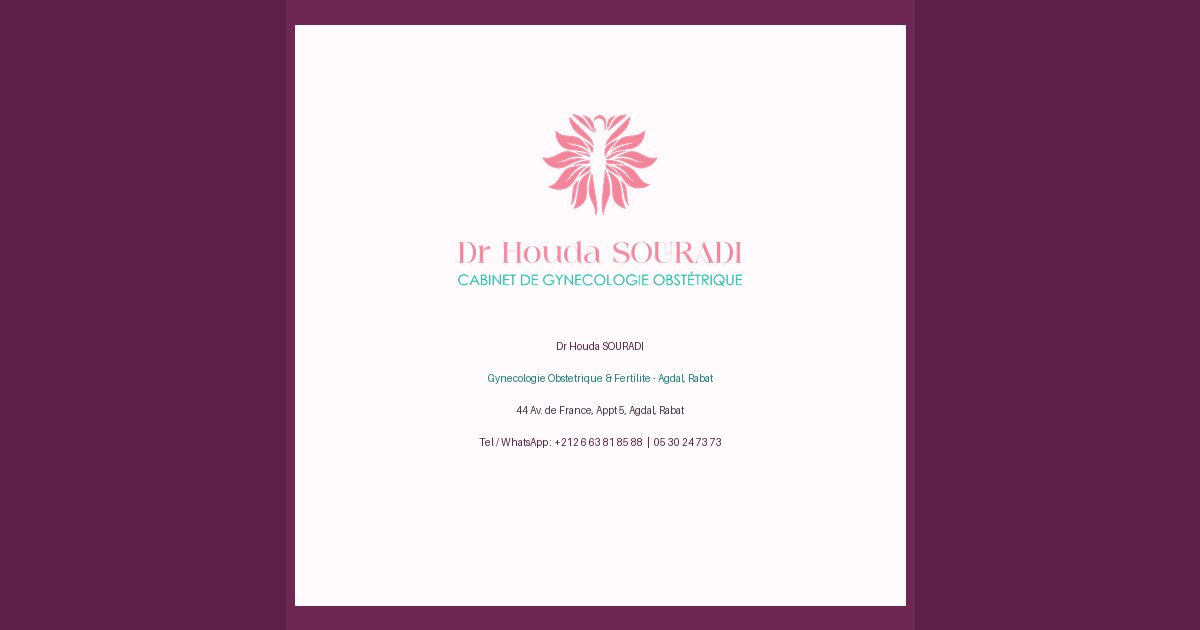 Dr Houda SOURADI
CABINET DE GYNECOLOGIE OBSTÉTRIQUE
Dr Houda SOURADI
Gynecologie Obstetrique & Fertilite - Agdal, Rabat
44 Av. de France, Appt 5, Agdal, Rabat
Tel / WhatsApp : +212 6 63 81 85 88 | 05 30 24 73 73